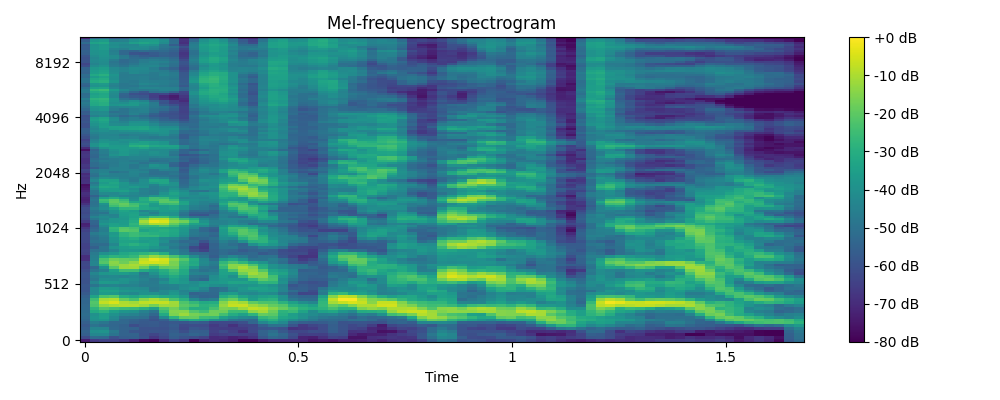 Mel-frequency spectrogram
Hz
8192
4096
2048
1024
512
0
0
0.5
1
1.5
Time
+0 dB
-10 dB
-20 dB
-30 dB
-40 dB
-50 dB
-60 dB
-70 dB
-80 dB